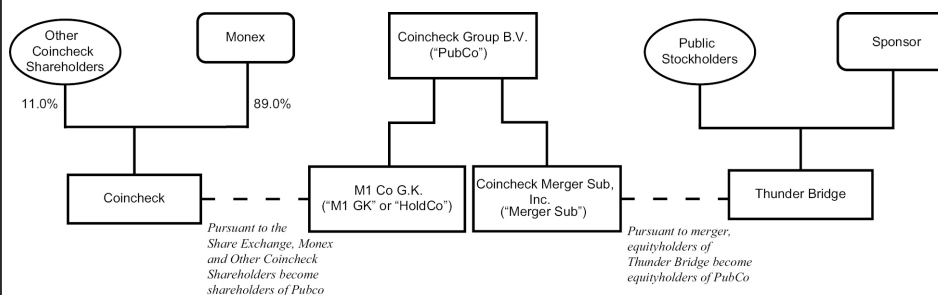 Other
Coincheck
Shareholders
Monex
Coincheck Group B.V.
(“PubCo”)
Public
Stockholders
Sponsor
11.0%
89.0%
Coincheck
M1 Co G.K.
(“M1 GK” or “HoldCo”)
Coincheck Merger Sub,
Inc.
(“Merger Sub”)
Thunder Bridge
Pursuant to the
Share Exchange, Monex
and Other Coincheck
Shareholders become
shareholders of Pubco
Pursuant to merger,
equityholders of
Thunder Bridge become
equityholders of PubCo